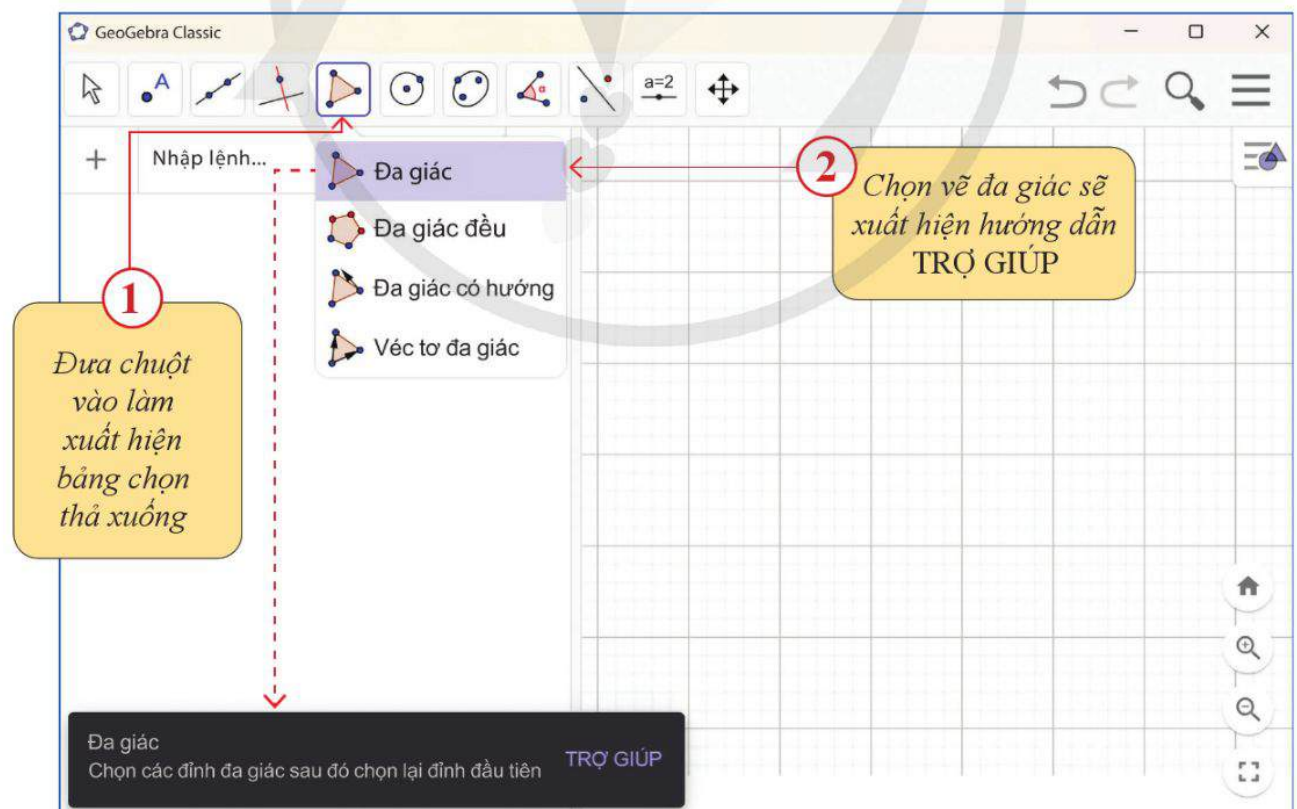 GeoGebra Classic
A
α
a=2
Nhập lệnh...
Đa giác
Đa giác đều
Đa giác có hướng
Véc tơ đa giác
2
Chọn vẽ đa giác sẽ
xuất hiện hướng dẫn
TRỢ GIÚP
1
Đưa chuột
vào làm
xuất hiện
bảng chọn
thả xuống
Đa giác
Chọn các đỉnh đa giác sau đó chọn lại đỉnh đầu tiên
TRỢ GIÚP